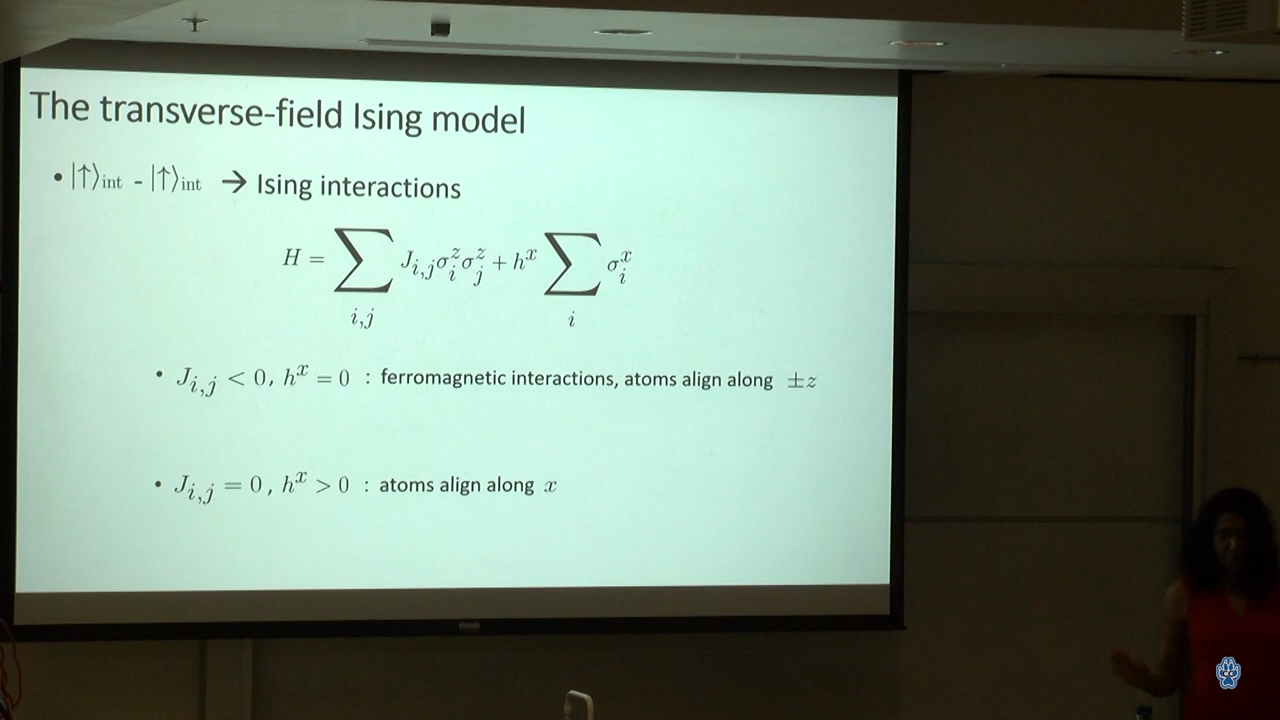 The transverse-field Ising model
• |↑⟩int - |↑⟩int → Ising interactions
H = ∑i,j Ji,jσizσjz + hx ∑i σix
• Ji,j < 0, hx = 0 : ferromagnetic interactions, atoms align along ±z
• Ji,j = 0, hx > 0 : atoms align along x